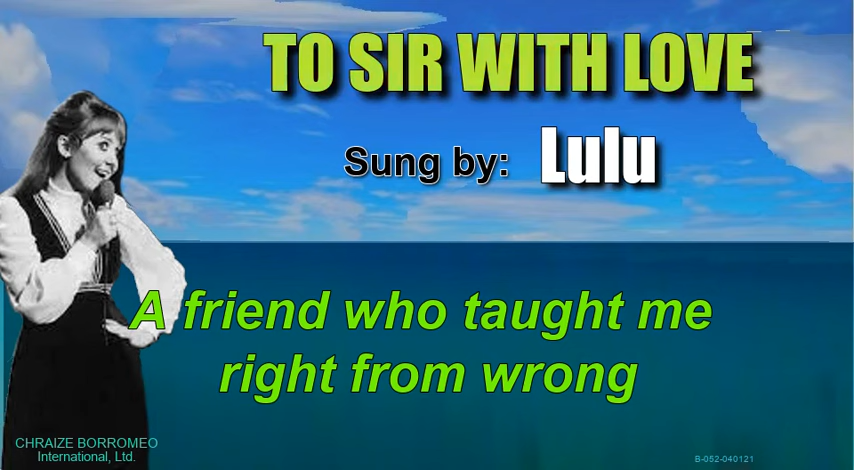 TO SIR WITH LOVE
Sung by: Lulu
A friend who taught me
right from wrong
CHRAIZE BORROMEO
International, Ltd.
B-052-040121